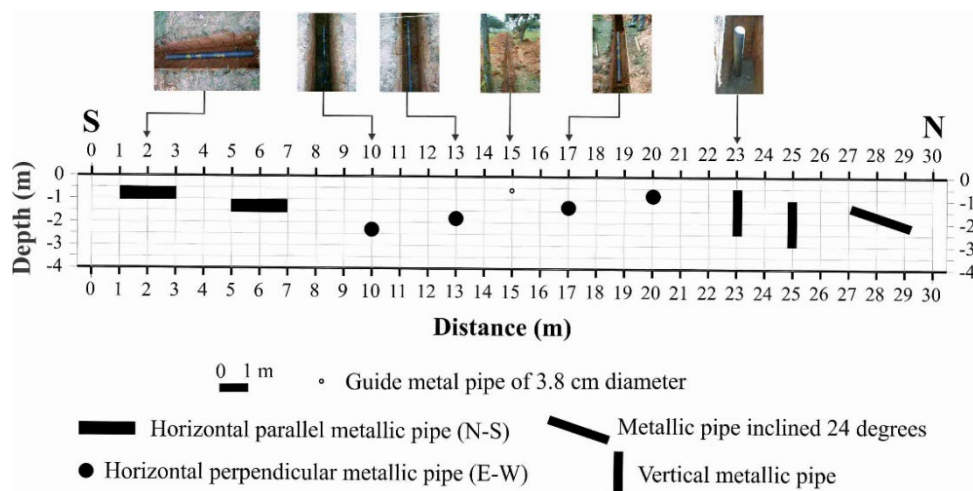 S N
0 1 2 3 4 5 6 7 8 9 10 11 12 13 14 15 16 17 18 19 20 21 22 23 24 25 26 27 28 29 30
Depth (m)
0 0
-1 -1
-2 -2
-3 -3
-4 -4
0 1 2 3 4 5 6 7 8 9 10 11 12 13 14 15 16 17 18 19 20 21 22 23 24 25 26 27 28 29 30
Distance (m)
0 1 m
Guide metal pipe of 3.8 cm diameter
Horizontal parallel metallic pipe (N-S)
Metallic pipe inclined 24 degrees
Horizontal perpendicular metallic pipe (E-W)
Vertical metallic pipe